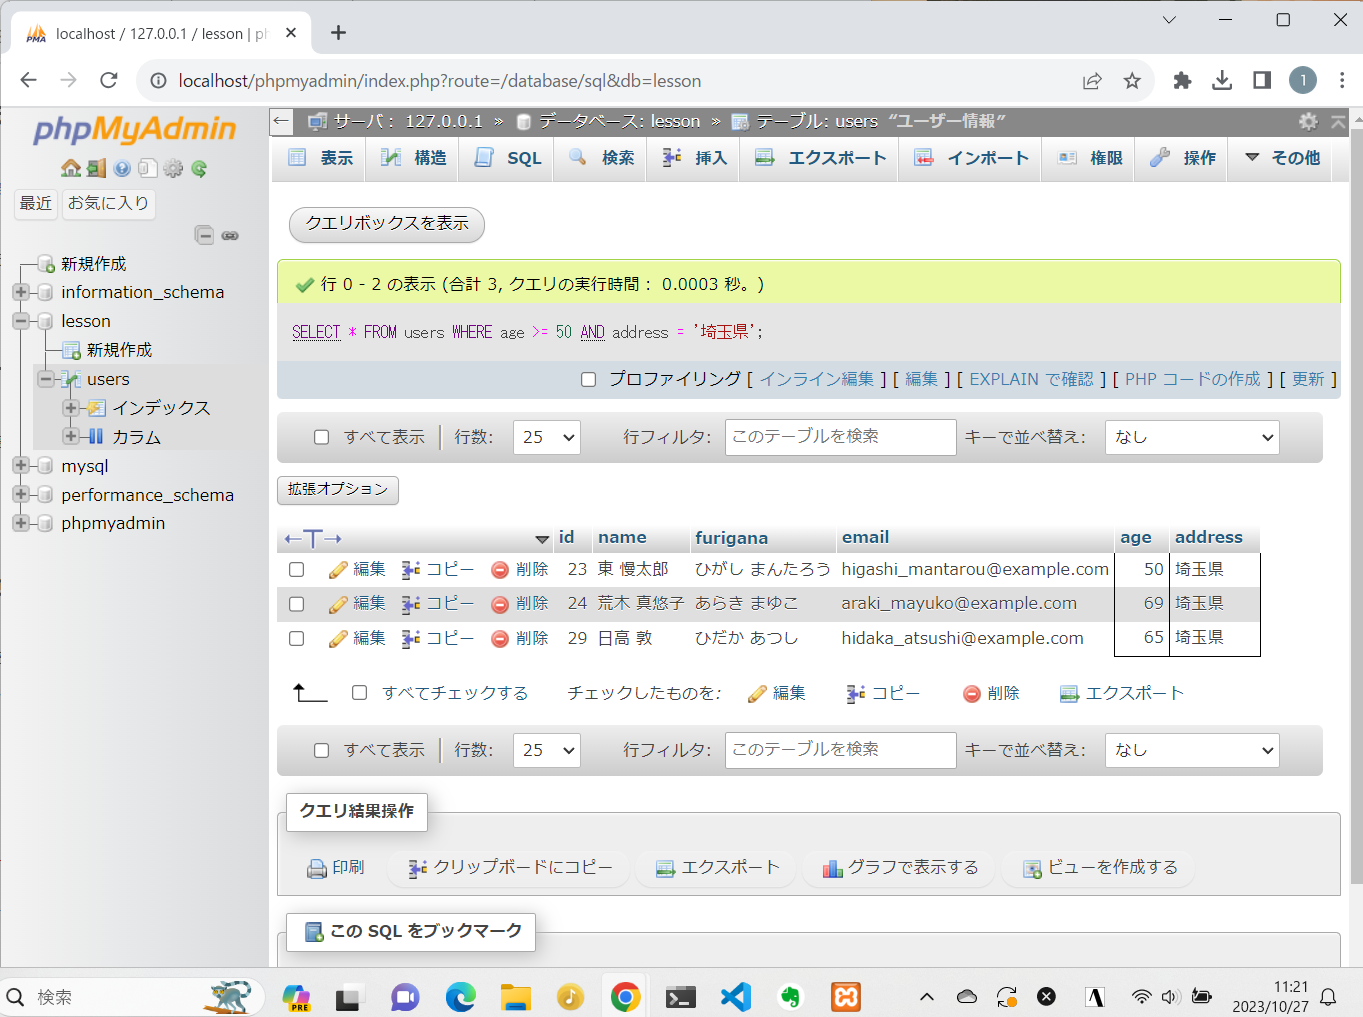 localhost / 127.0.0.1 / lesson | ph
localhost/phpmyadmin/index.php?route=/database/sql&db=lesson
1
phpMyAdmin
最近
お気に入り
新規作成
information_schema
lesson
新規作成
users
インデックス
カラム
mysql
performance_schema
phpmyadmin
サーバ： 127.0.0.1 » データベース: lesson » テーブル: users “ユーザー情報”
表示 構造 SQL 検索 挿入 エクスポート インポート 権限 操作 その他
クエリボックスを表示
行 0 - 2 の表示 (合計 3, クエリの実行時間： 0.0003 秒。)
SELECT * FROM users WHERE age >= 50 AND address = '埼玉県';
プロファイリング [ インライン編集 ] [ 編集 ] [ EXPLAIN で確認 ] [ PHP コードの作成 ] [ 更新 ]
すべて表示 行数: 25 行フィルタ: このテーブルを検索 キーで並べ替え: なし
拡張オプション
←T→ id name furigana email age address
編集 コピー 削除 23 東 慢太郎 ひがし まんたろう higashi_mantarou@example.com 50 埼玉県
編集 コピー 削除 24 荒木 真悠子 あらき まゆこ araki_mayuko@example.com 69 埼玉県
編集 コピー 削除 29 日高 敦 ひだか あつし hidaka_atsushi@example.com 65 埼玉県
すべてチェックする チェックしたものを: 編集 コピー 削除 エクスポート
すべて表示 行数: 25 行フィルタ: このテーブルを検索 キーで並べ替え: なし
クエリ結果操作
印刷 クリップボードにコピー エクスポート グラフで表示する ビューを作成する
この SQL をブックマーク
検索
PRE
A
11:21
2023/10/27